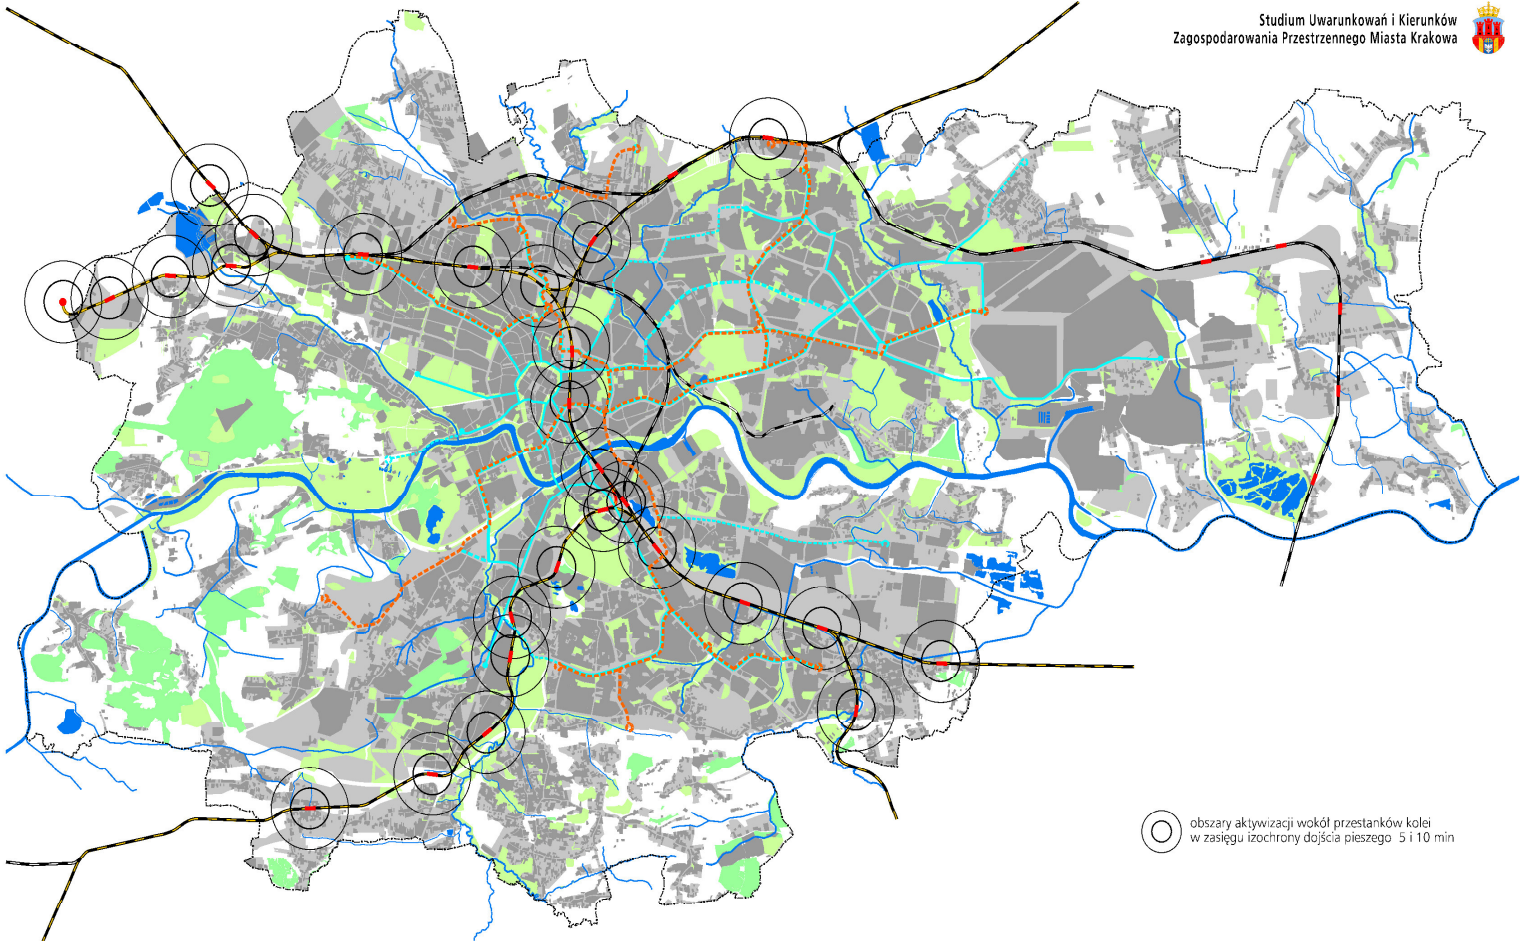 Studium Uwarunkowań i Kierunków
Zagospodarowania Przestrzennego Miasta Krakowa
obszary aktywizacji wokół przestanków kolei
w zasięgu izochrony dojścia pieszego 5 i 10 min